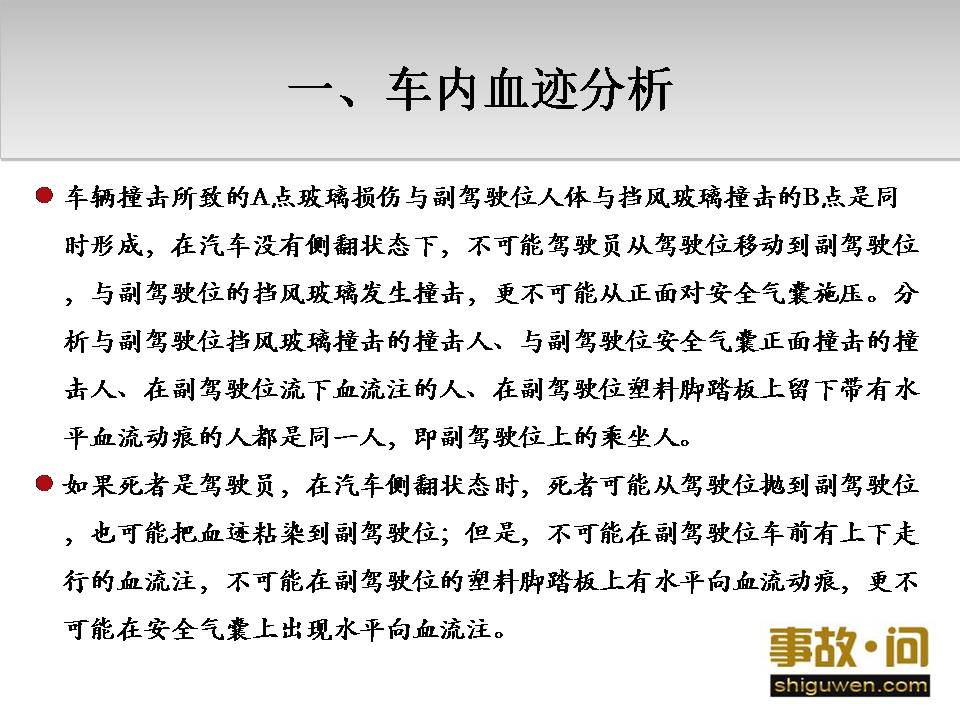 一、车内血迹分析
车辆撞击所致的A点玻璃损伤与副驾驶位人体与挡风玻璃撞击的B点是同
时形成，在汽车没有侧翻状态下，不可能驾驶员从驾驶位移动到副驾驶位
，与副驾驶位的挡风玻璃发生撞击，更不可能从正面对安全气囊施压。分
析与副驾驶位挡风玻璃撞击的撞击人、与副驾驶位安全气囊正面撞击的撞
击人、在副驾驶位流下血流注的人、在副驾驶位塑料脚踏板上留下带有水
平血流动痕的人都是同一人，即副驾驶位上的乘坐人。
如果死者是驾驶员，在汽车侧翻状态时，死者可能从驾驶位抛到副驾驶位
，也可能把血迹粘染到副驾驶位；但是，不可能在副驾驶位车前有上下走
行的血流注，不可能在副驾驶位的塑料脚踏板上有水平向血流动痕，更不
可能在安全气囊上出现水平向血流注。
事故·问
shiguwen.com